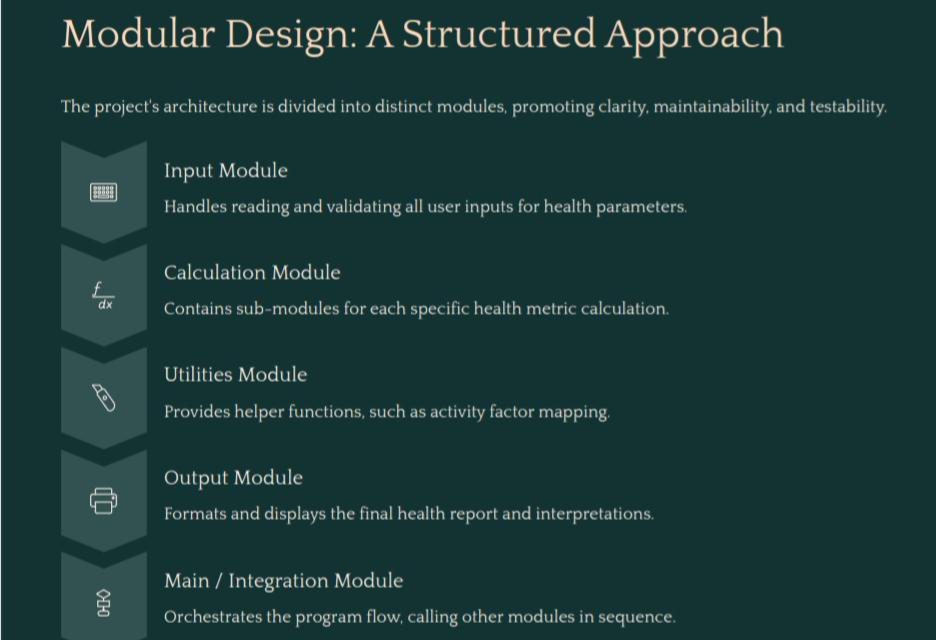 Modular Design: A Structured Approach
The project's architecture is divided into distinct modules, promoting clarity, maintainability, and testability.
Input Module
Handles reading and validating all user inputs for health parameters.
f
dx
Calculation Module
Contains sub-modules for each specific health metric calculation.
Utilities Module
Provides helper functions, such as activity factor mapping.
Output Module
Formats and displays the final health report and interpretations.
Main / Integration Module
Orchestrates the program flow, calling other modules in sequence.